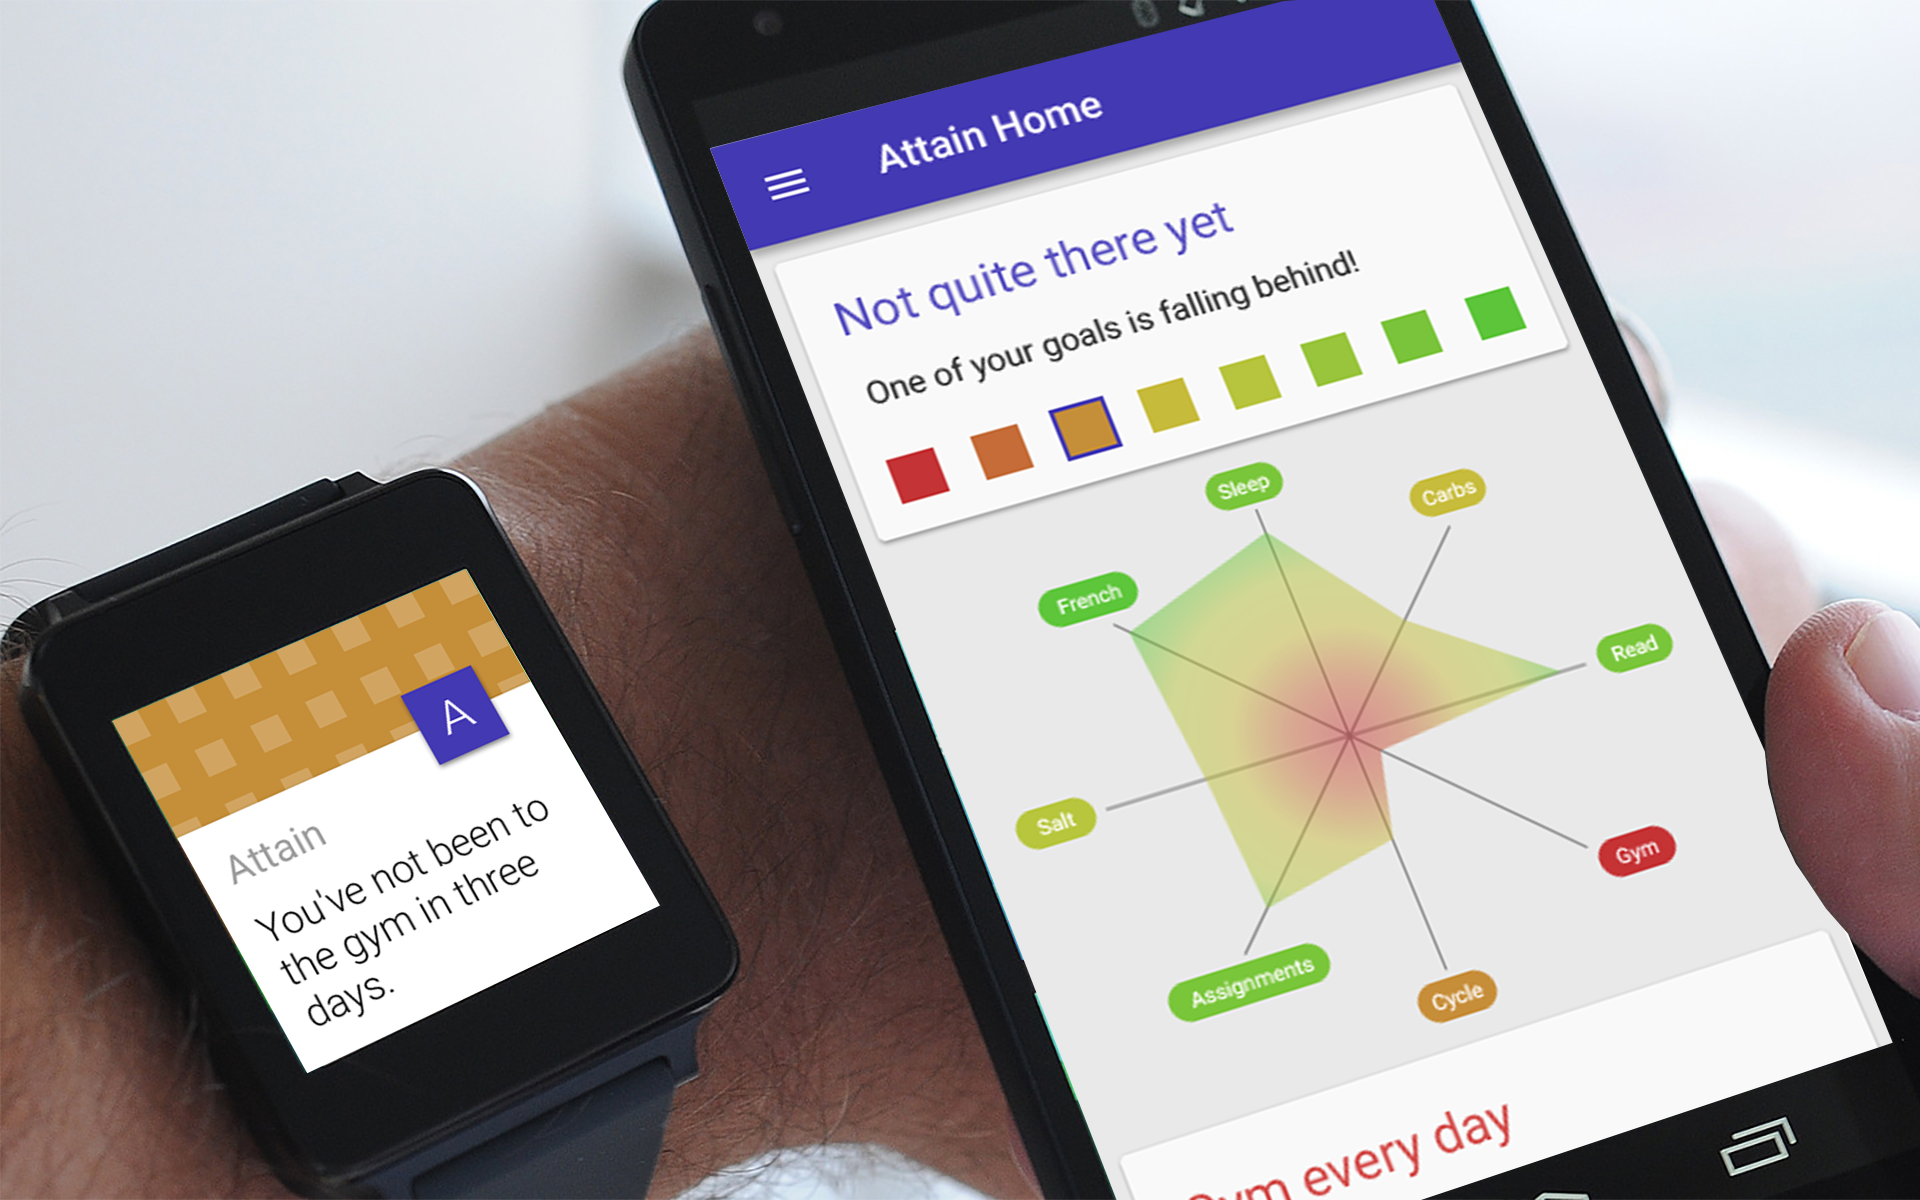 Attain Home
Not quite there yet
One of your goals is falling behind!
Sleep
Carbs
French
Read
Salt
Gym
Assignments
Cycle
Gym every day
A
Attain
You've not been to
the gym in three
days.